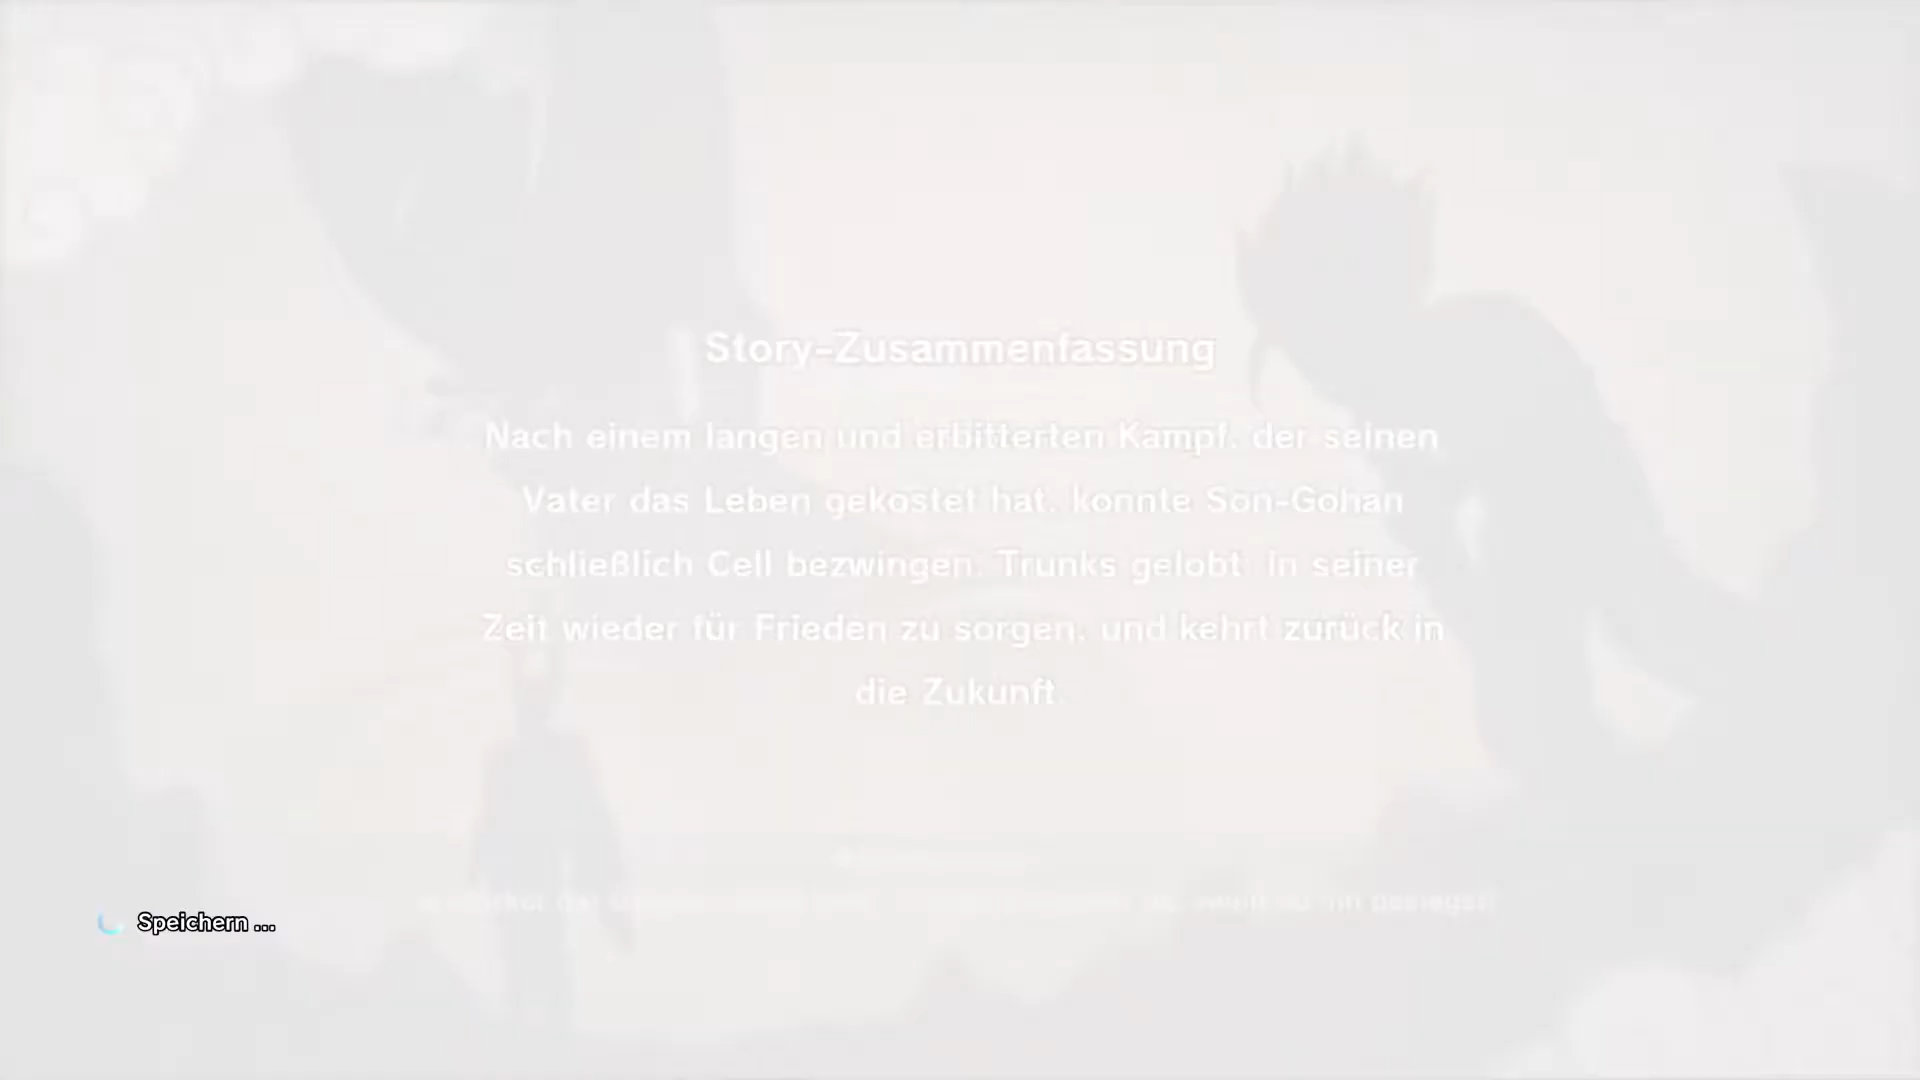 Story-Zusammenfassung
Nach einem langen und erbitterten Kampf, der seinen
Vater das Leben gekostet hat, konnte Son-Gohan
schließlich Cell bezwingen. Trunks gelobt, in seiner
Zeit wieder für Frieden zu sorgen, und kehrt zurück in
die Zukunft.
Speichern ...